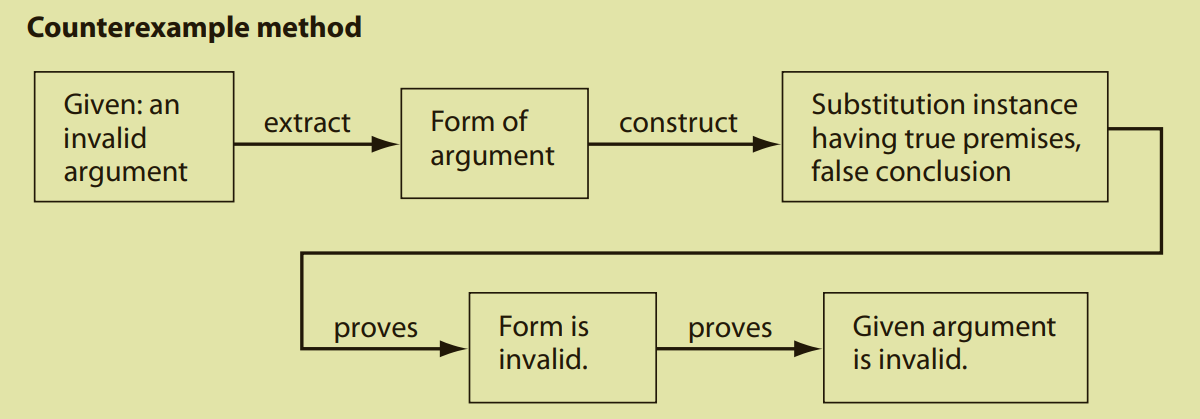 Counterexample method
Given: an
invalid
argument
extract
Form of
argument
construct
Substitution instance
having true premises,
false conclusion
proves
Form is
invalid.
proves
Given argument
is invalid.